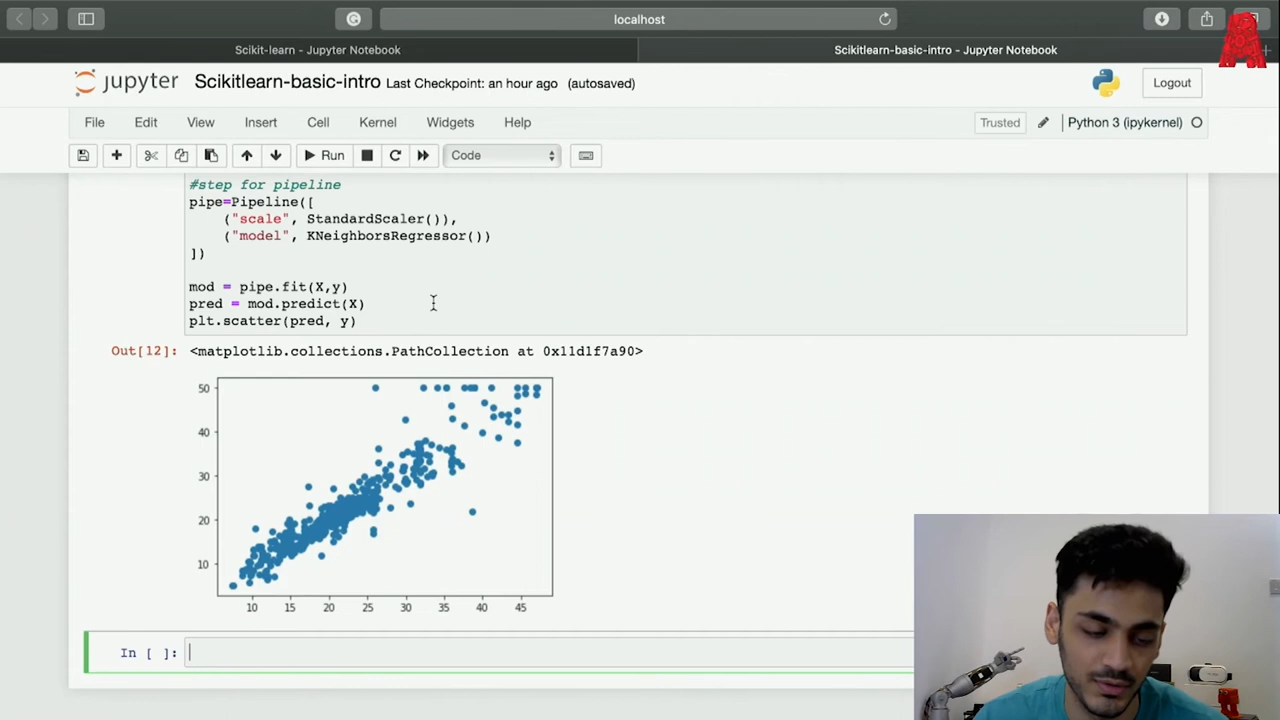 localhost
Scikit-learn - Jupyter Notebook
Scikitlearn-basic-intro - Jupyter Notebook
A
jupyter Scikitlearn-basic-intro Last Checkpoint: an hour ago (autosaved)
Logout
File Edit View Insert Cell Kernel Widgets Help
Trusted
Python 3 (ipykernel)
Run
Code
#step for pipeline
pipe=Pipeline([
("scale", StandardScaler()),
("model", KNeighborsRegressor())
])
mod = pipe.fit(X,y)
pred = mod.predict(X)
plt.scatter(pred, y)
Out[12]: <matplotlib.collections.PathCollection at 0x11d1f7a90>
50
40
30
20
10
10 15 20 25 30 35 40 45
In [ ]: